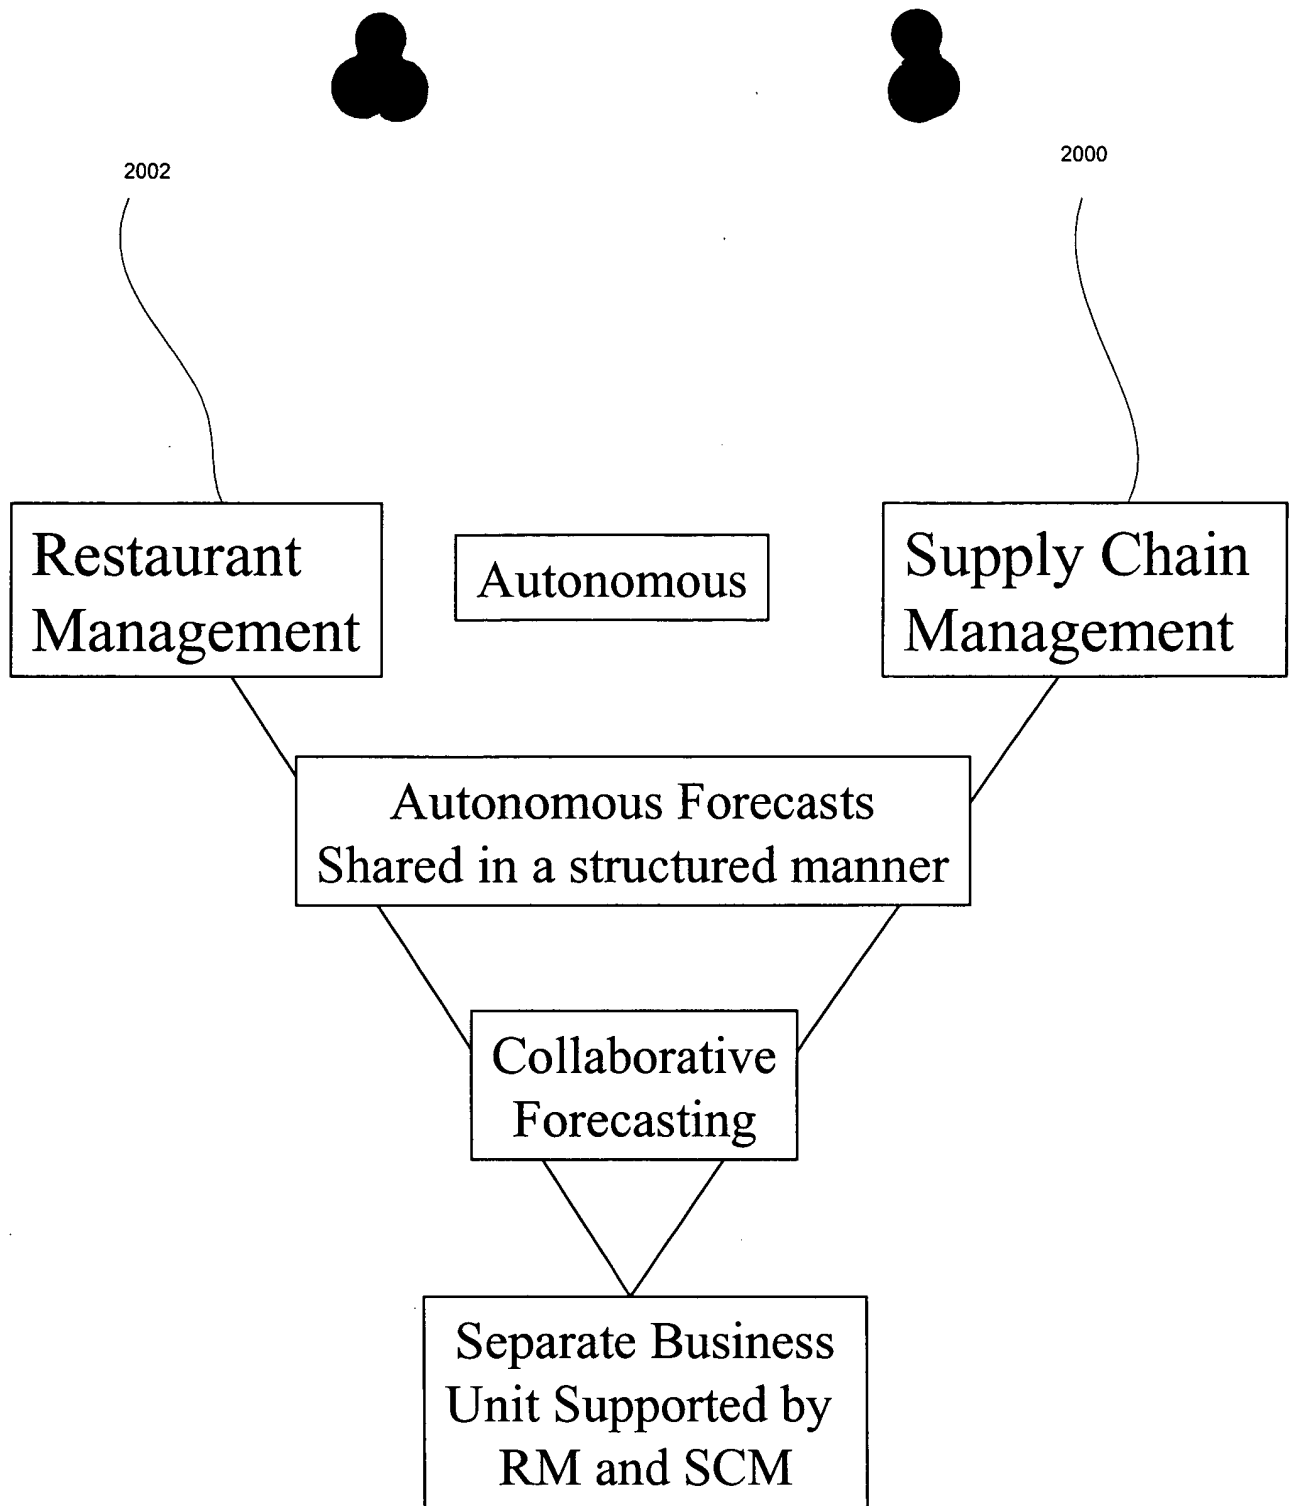 2002
2000
Restaurant
Management
Autonomous
Supply Chain
Management
Autonomous Forecasts
Shared in a structured manner
Collaborative
Forecasting
Separate Business
Unit Supported by
RM and SCM